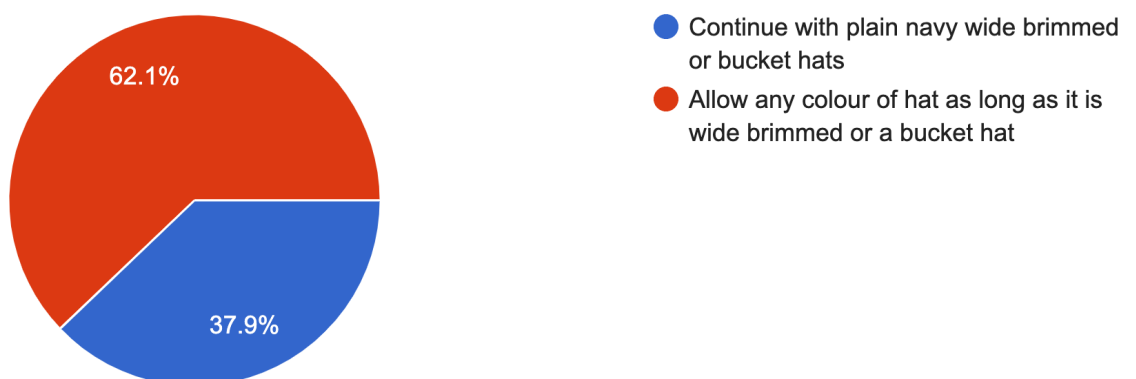 62.1%
37.9%
Continue with plain navy wide brimmed
or bucket hats
Allow any colour of hat as long as it is
wide brimmed or a bucket hat